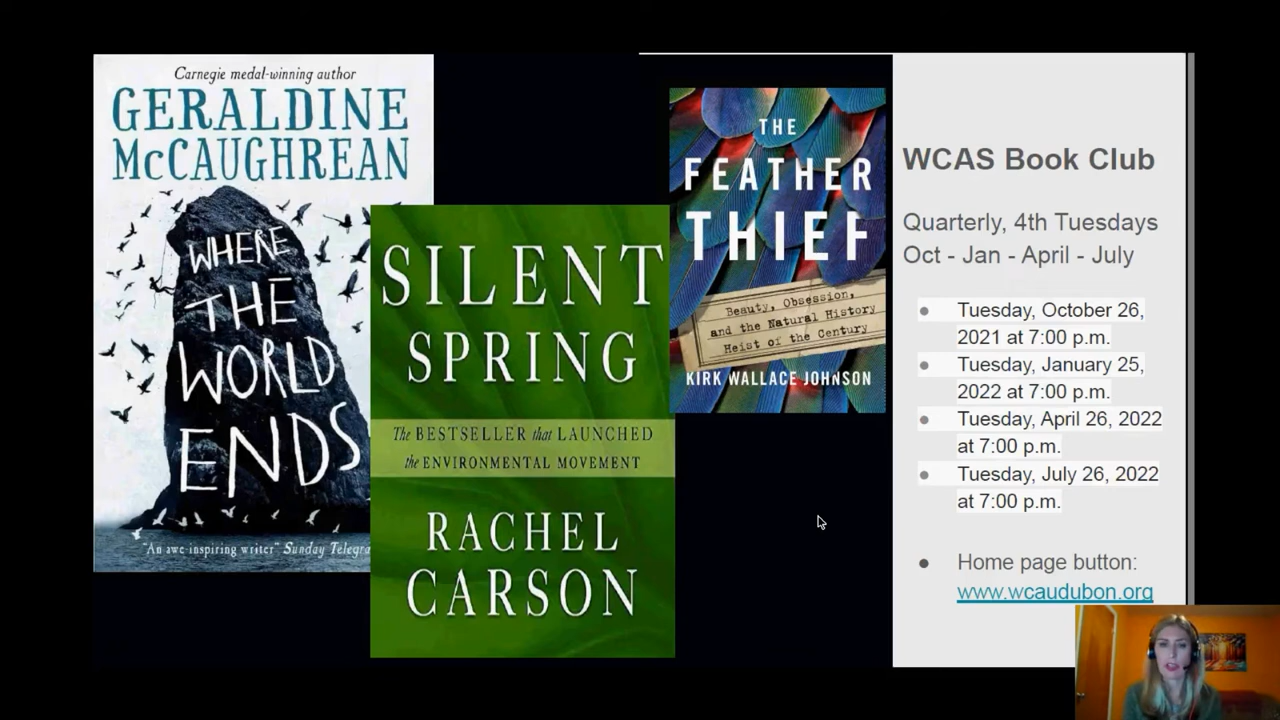 Carnegie medal-winning author
GERALDINE
McCAUGHREAN
WHERE
THE
WORLD
ENDS
"An awe-inspiring writer" Sunday Telegra
SILENT
SPRING
The BESTSELLER that LAUNCHED
the ENVIRONMENTAL MOVEMENT
RACHEL
CARSON
THE
FEATHER
THIEF
Beauty, Obsession,
and the Natural History
Heist of the Century
KIRK WALLACE JOHNSON
WCAS Book Club
Quarterly, 4th Tuesdays
Oct - Jan - April - July
Tuesday, October 26,
2021 at 7:00 p.m.
Tuesday, January 25,
2022 at 7:00 p.m.
Tuesday, April 26, 2022
at 7:00 p.m.
Tuesday, July 26, 2022
at 7:00 p.m.
Home page button:
www.wcaudubon.org